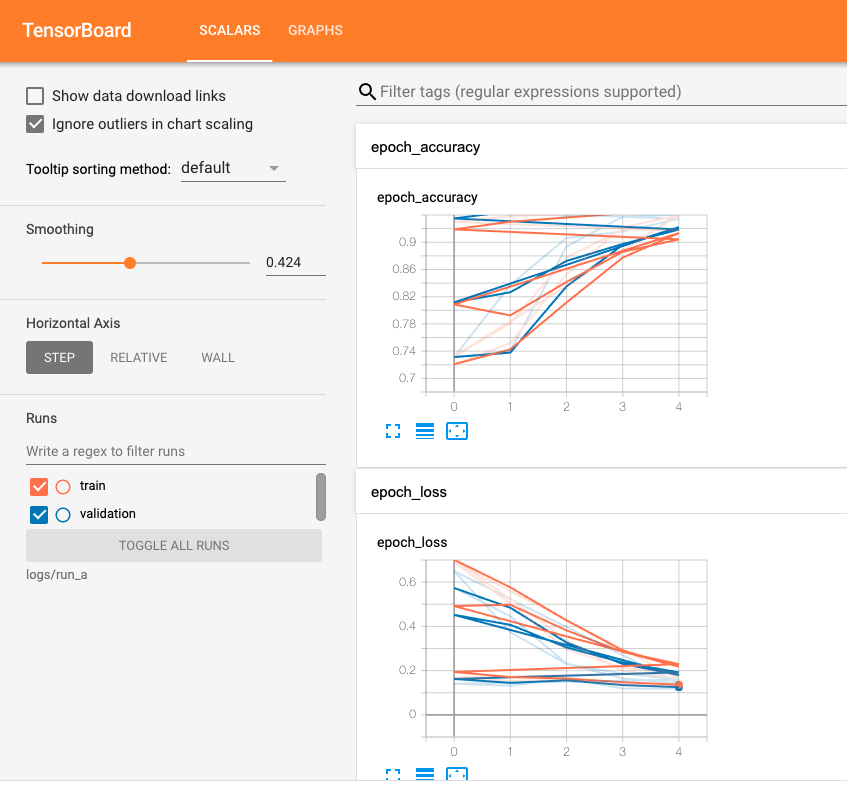 TensorBoard SCALARS GRAPHS
Show data download links
Ignore outliers in chart scaling
Tooltip sorting method: default
Smoothing
0.424
Horizontal Axis
STEP RELATIVE WALL
Runs
Write a regex to filter runs
train
validation
TOGGLE ALL RUNS
logs/run_a
Filter tags (regular expressions supported)
epoch_accuracy
epoch_accuracy
0.9
0.86
0.82
0.78
0.74
0.7
0 1 2 3 4
epoch_loss
epoch_loss
0.6
0.4
0.2
0
0 1 2 3 4